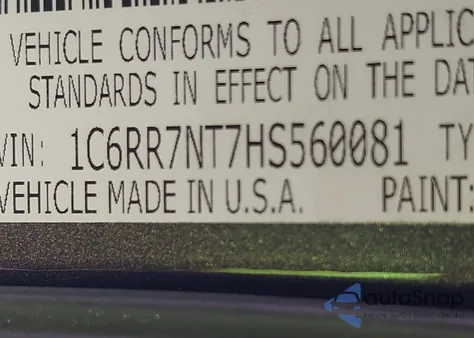 VEHICLE CONFORMS TO ALL APPLIC
STANDARDS IN EFFECT ON THE DAT
VIN: 1C6RR7NT7HS560081 TY
VEHICLE MADE IN U.S.A. PAINT:
autoSnap